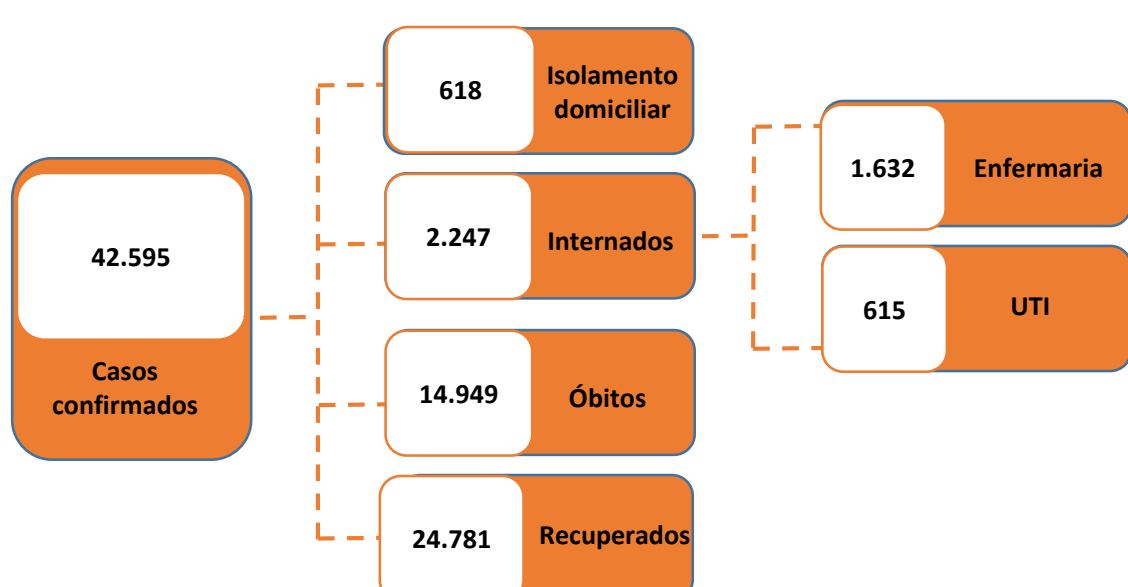 42.595
Casos
confirmados
618
Isolamento
domiciliar
2.247
Internados
14.949
Óbitos
24.781
Recuperados
1.632
Enfermaria
615
UTI